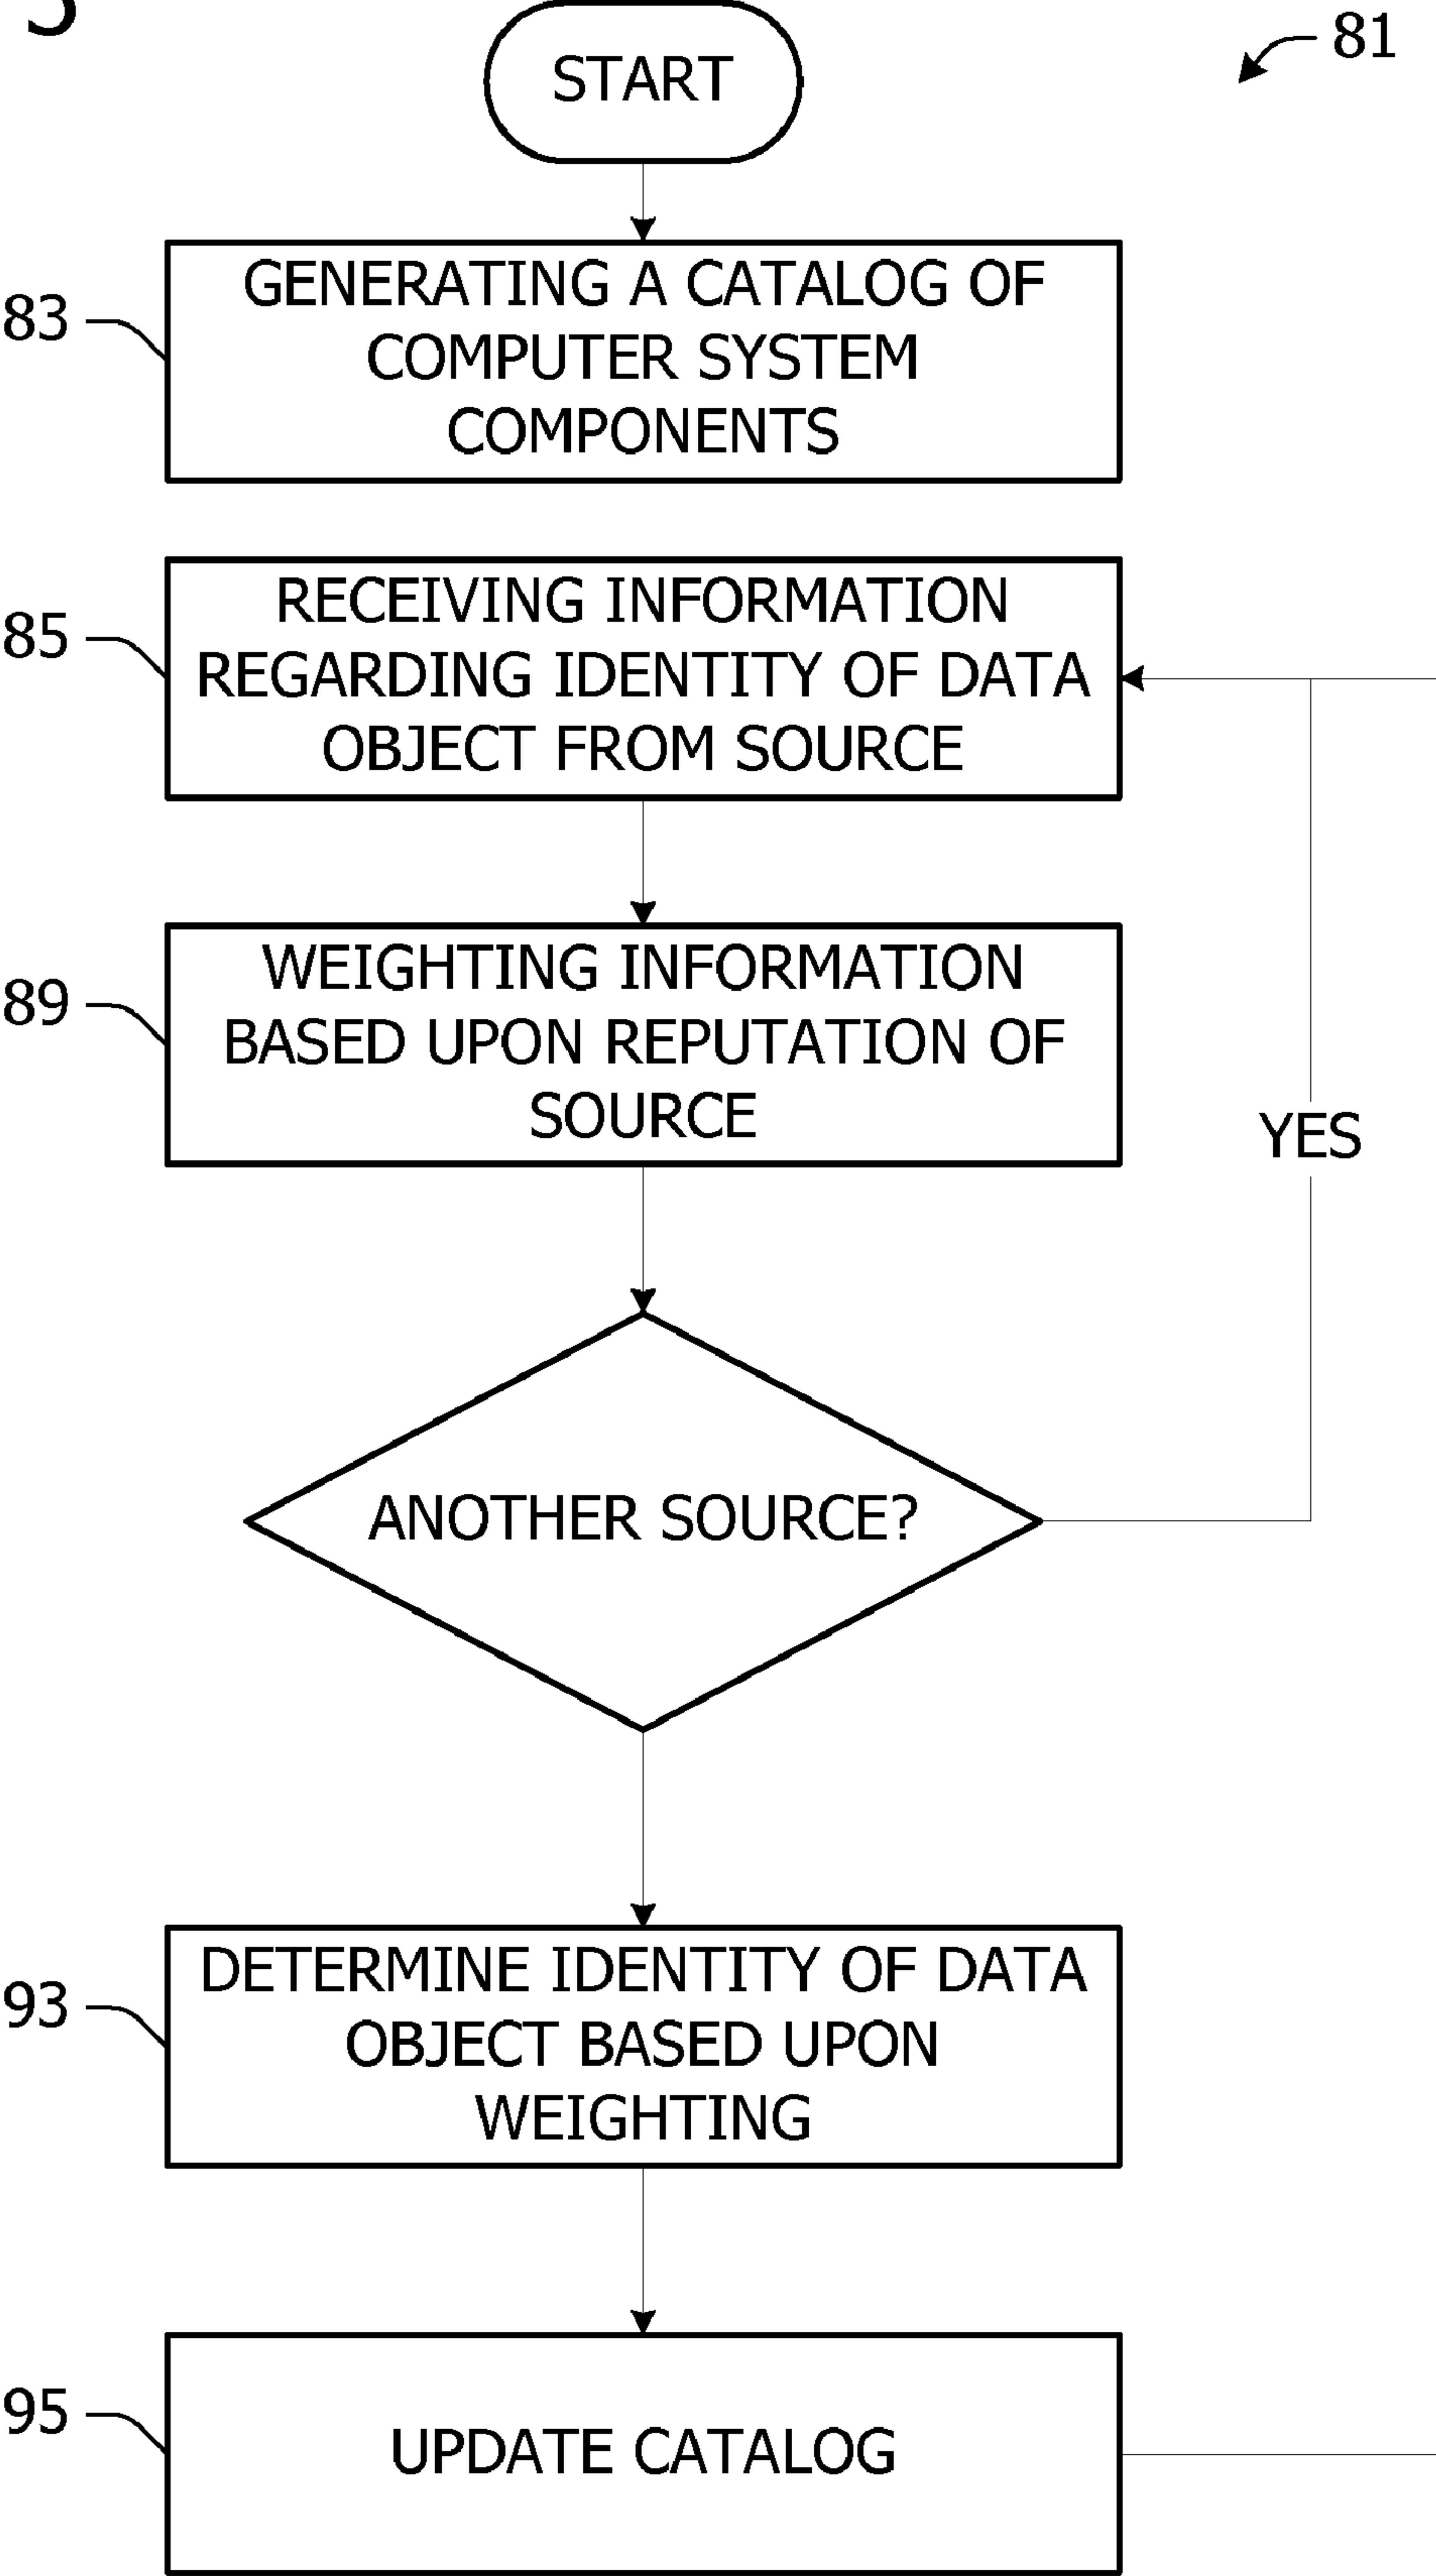 81
START
83
GENERATING A CATALOG OF
COMPUTER SYSTEM
COMPONENTS
85
RECEIVING INFORMATION
REGARDING IDENTITY OF DATA
OBJECT FROM SOURCE
89
WEIGHTING INFORMATION
BASED UPON REPUTATION OF
SOURCE
YES
ANOTHER SOURCE?
93
DETERMINE IDENTITY OF DATA
OBJECT BASED UPON
WEIGHTING
95
UPDATE CATALOG